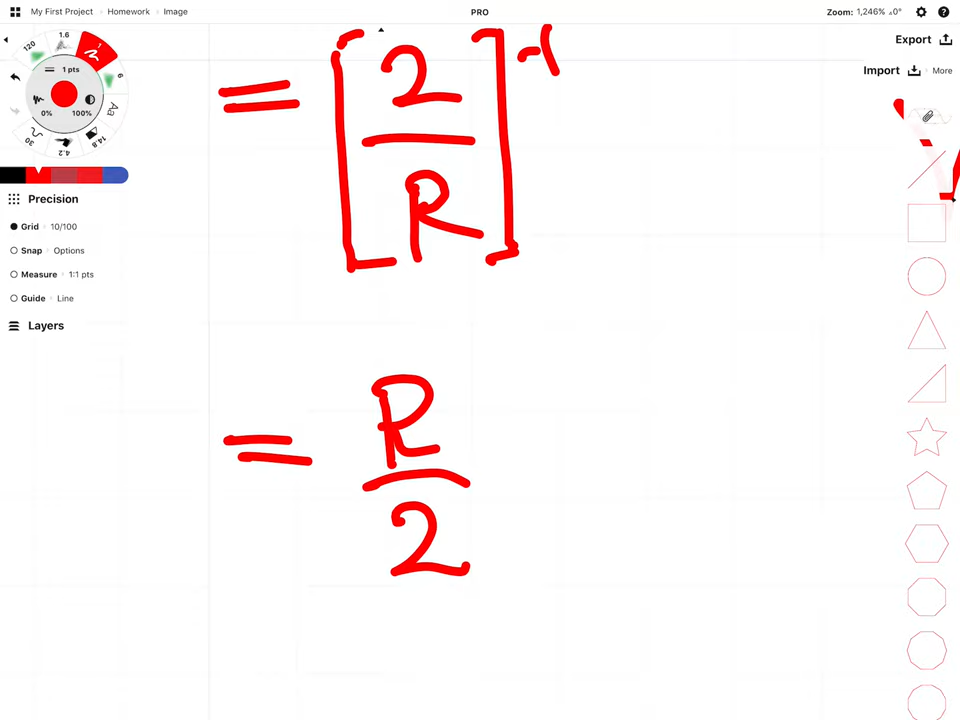 My First Project Homework Image PRO Zoom: 1,246% ⊿0°
Export
Import More
120 1.6 1 6 Aa 14.8 4.2 30
1 pts
0% 100%
Precision
Grid 10/100
Snap Options
Measure 1:1 pts
Guide Line
Layers
= [2/R]^-1
= R/2